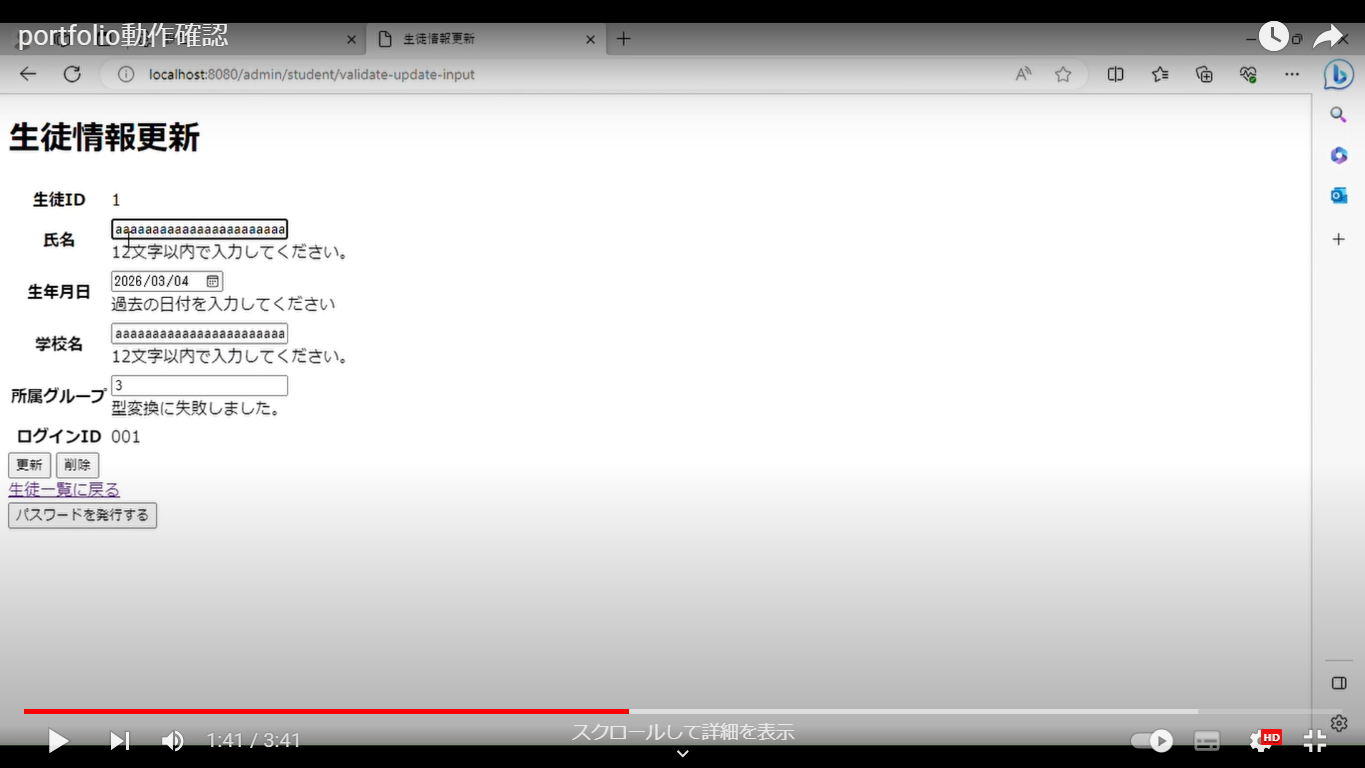 portfolio動作確認
生徒情報更新
localhost:8080/admin/student/validate-update-input
生徒情報更新
生徒ID 1
氏名 aaaaaaaaaaaaaaaaaaaaaaa
12文字以内で入力してください。
生年月日 2026/03/04
過去の日付を入力してください
学校名 aaaaaaaaaaaaaaaaaaaaaaa
12文字以内で入力してください。
所属グループ 3
型変換に失敗しました。
ログインID 001
更新 削除
生徒一覧に戻る
パスワードを発行する
スクロールして詳細を表示
1:41 / 3:41
HD